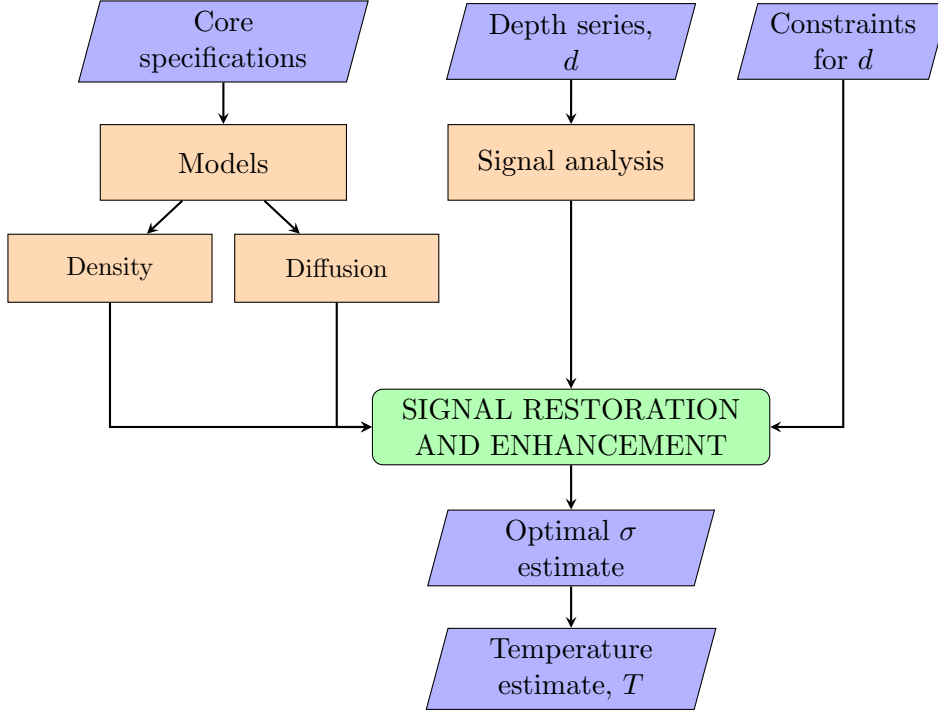 Core
specifications
Depth series,
d
Constraints
for d
Models
Signal analysis
Density
Diffusion
SIGNAL RESTORATION
AND ENHANCEMENT
Optimal σ
estimate
Temperature
estimate, T